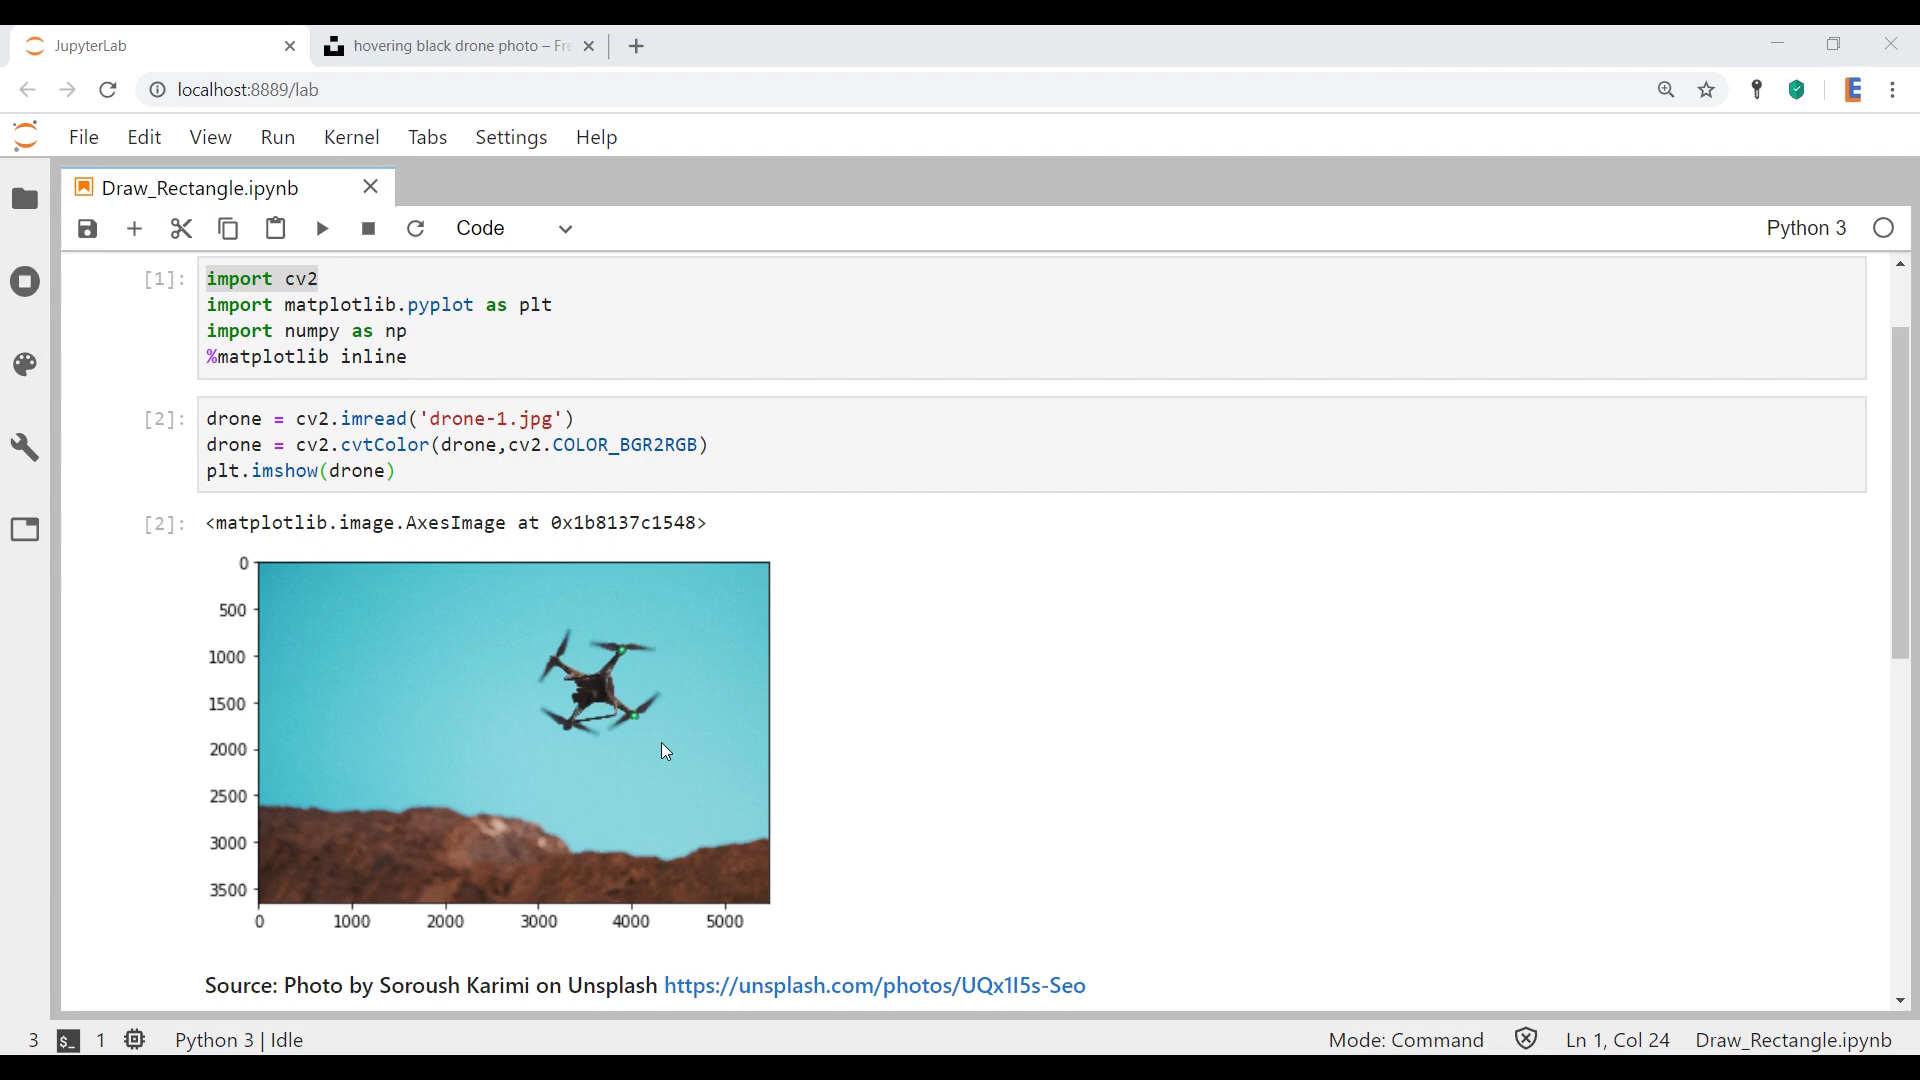 JupyterLab
hovering black drone photo – Fre
localhost:8889/lab
File Edit View Run Kernel Tabs Settings Help
Draw_Rectangle.ipynb
Code
Python 3
[1]: import cv2
import matplotlib.pyplot as plt
import numpy as np
%matplotlib inline
[2]: drone = cv2.imread('drone-1.jpg')
drone = cv2.cvtColor(drone,cv2.COLOR_BGR2RGB)
plt.imshow(drone)
[2]: <matplotlib.image.AxesImage at 0x1b8137c1548>
0
500
1000
1500
2000
2500
3000
3500
0 1000 2000 3000 4000 5000
Source: Photo by Soroush Karimi on Unsplash https://unsplash.com/photos/UQx1I5s-Seo
3 $_ 1 Python 3 | Idle Mode: Command Ln 1, Col 24 Draw_Rectangle.ipynb